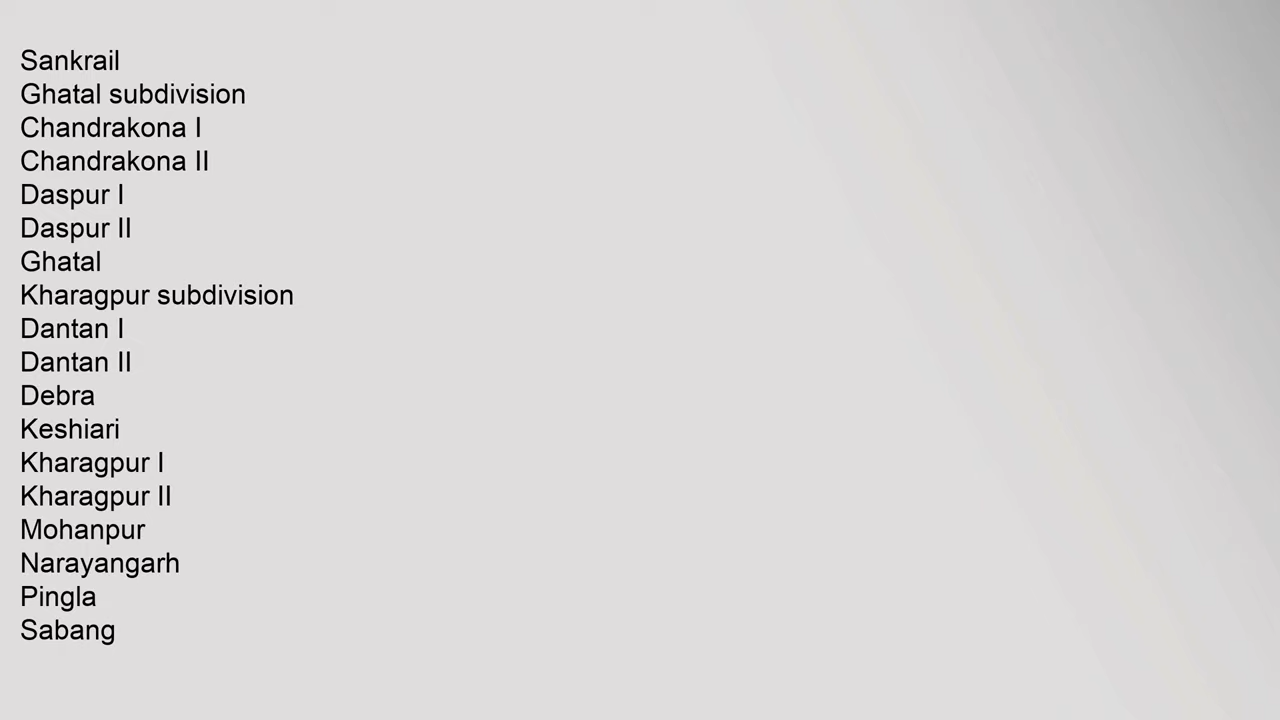 Sankrail
Ghatal subdivision
Chandrakona I
Chandrakona II
Daspur I
Daspur II
Ghatal
Kharagpur subdivision
Dantan I
Dantan II
Debra
Keshiari
Kharagpur I
Kharagpur II
Mohanpur
Narayangarh
Pingla
Sabang